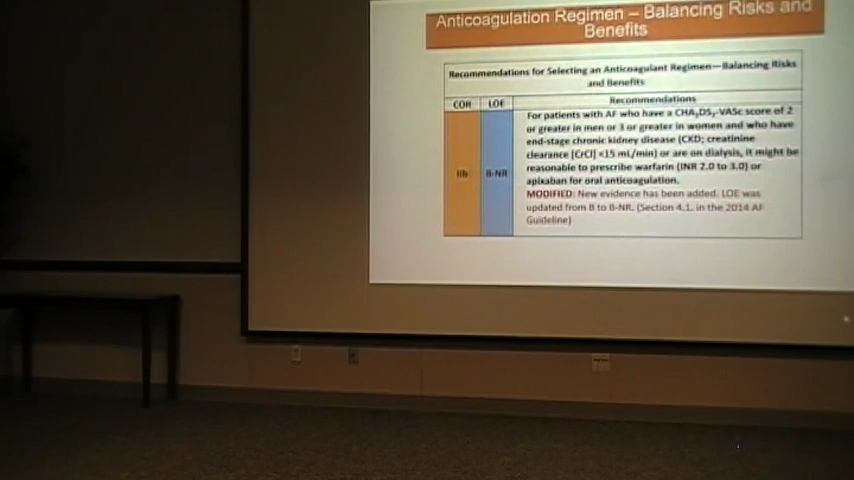 Anticoagulation Regimen – Balancing Risks and
Benefits
Recommendations for Selecting an Anticoagulant Regimen—Balancing Risks
and Benefits
COR LOE Recommendations
For patients with AF who have a CHA₂DS₂-VASc score of 2
or greater in men or 3 or greater in women and who have
end-stage chronic kidney disease (CKD; creatinine
clearance [CrCl] <15 mL/min) or are on dialysis, it might be
reasonable to prescribe warfarin (INR 2.0 to 3.0) or
apixaban for oral anticoagulation.
IIb B-NR
MODIFIED: New evidence has been added. LOE was
updated from B to B-NR. (Section 4.1. in the 2014 AF
Guideline)